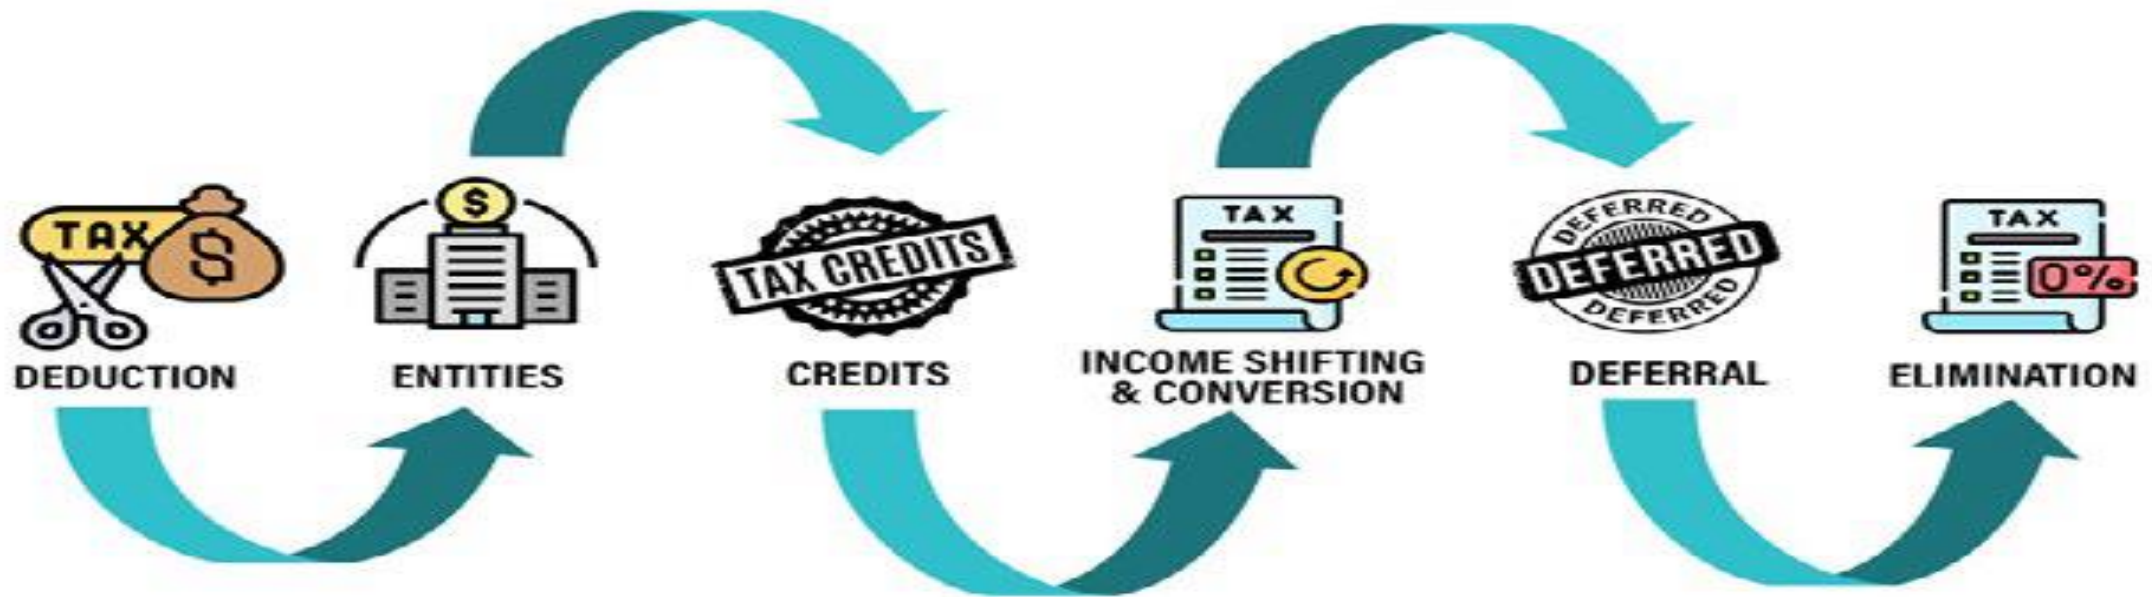 TAX
$
DEDUCTION
$
ENTITIES
TAX CREDITS
CREDITS
TAX
INCOME SHIFTING
& CONVERSION
DEFERRED
DEFERRED
DEFERRED
DEFERRAL
TAX
0%
ELIMINATION